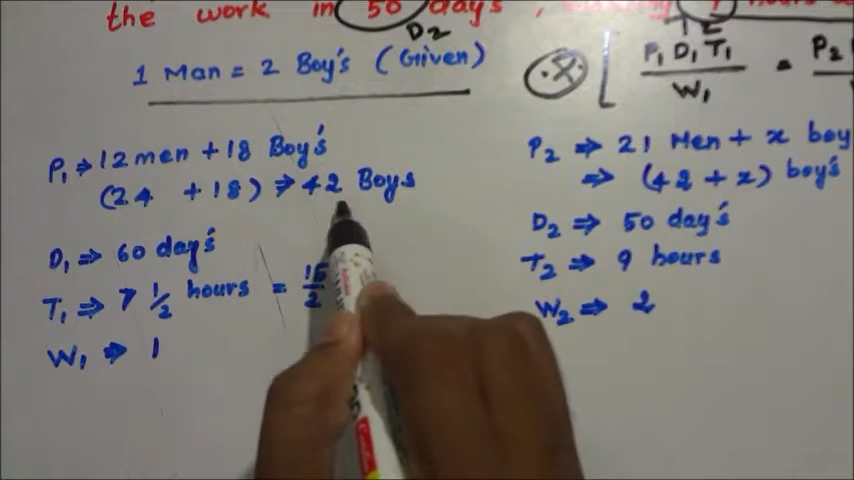 the work in 50 days,
D2
1 Man = 2 Boy's (Given)
P1 D1 T1 / W1 = P2
P1 ⇒ 12 men + 18 Boy's
(24 + 18) ⇒ 42 Boys
D1 ⇒ 60 day's
T1 ⇒ 7 1/2 hours = 15/2
W1 ⇒ 1
P2 ⇒ 21 Men + x boy
⇒ (42 + x) boy's
D2 ⇒ 50 day's
T2 ⇒ 9 hours
W2 ⇒ 2